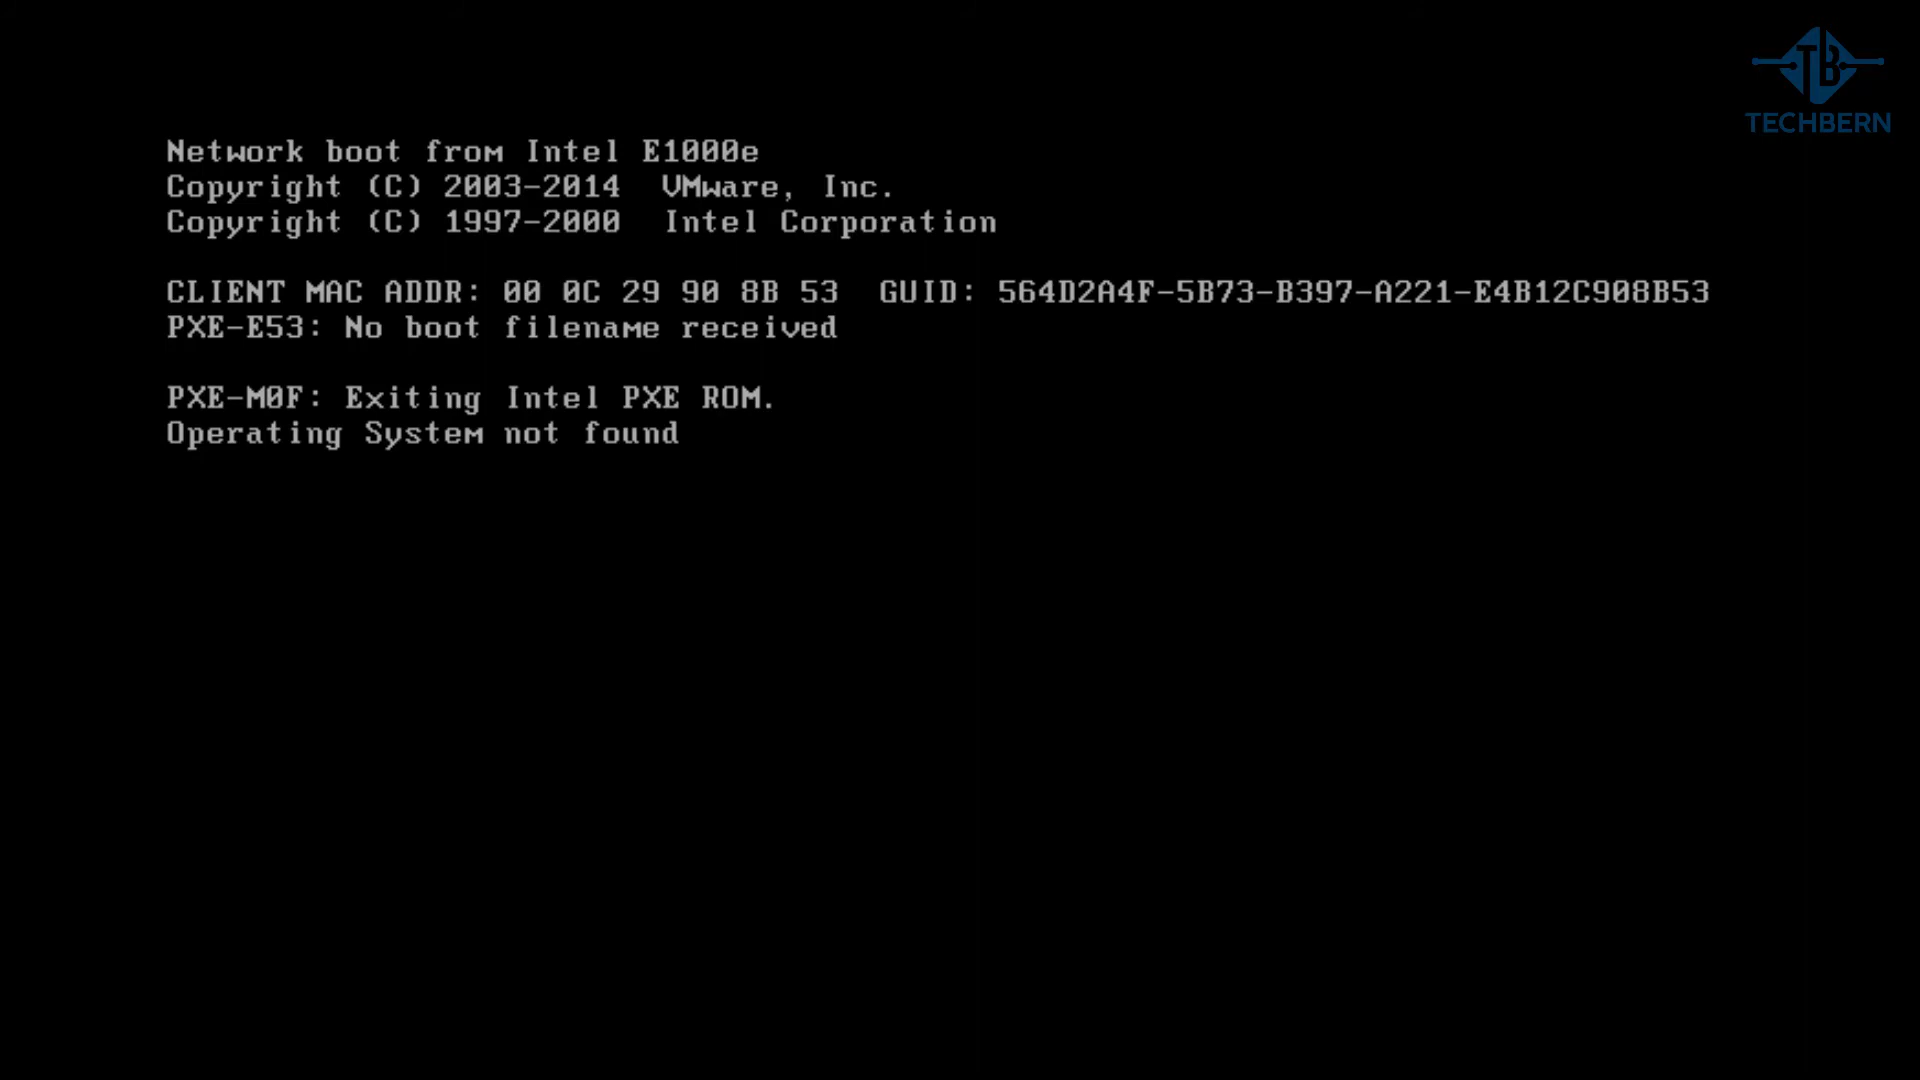 TB
TECHBERN
Network boot from Intel E1000e
Copyright (C) 2003-2014  VMware, Inc.
Copyright (C) 1997-2000  Intel Corporation
CLIENT MAC ADDR: 00 0C 29 90 8B 53  GUID: 564D2A4F-5B73-B397-A221-E4B12C908B53
PXE-E53: No boot filename received
PXE-M0F: Exiting Intel PXE ROM.
Operating System not found